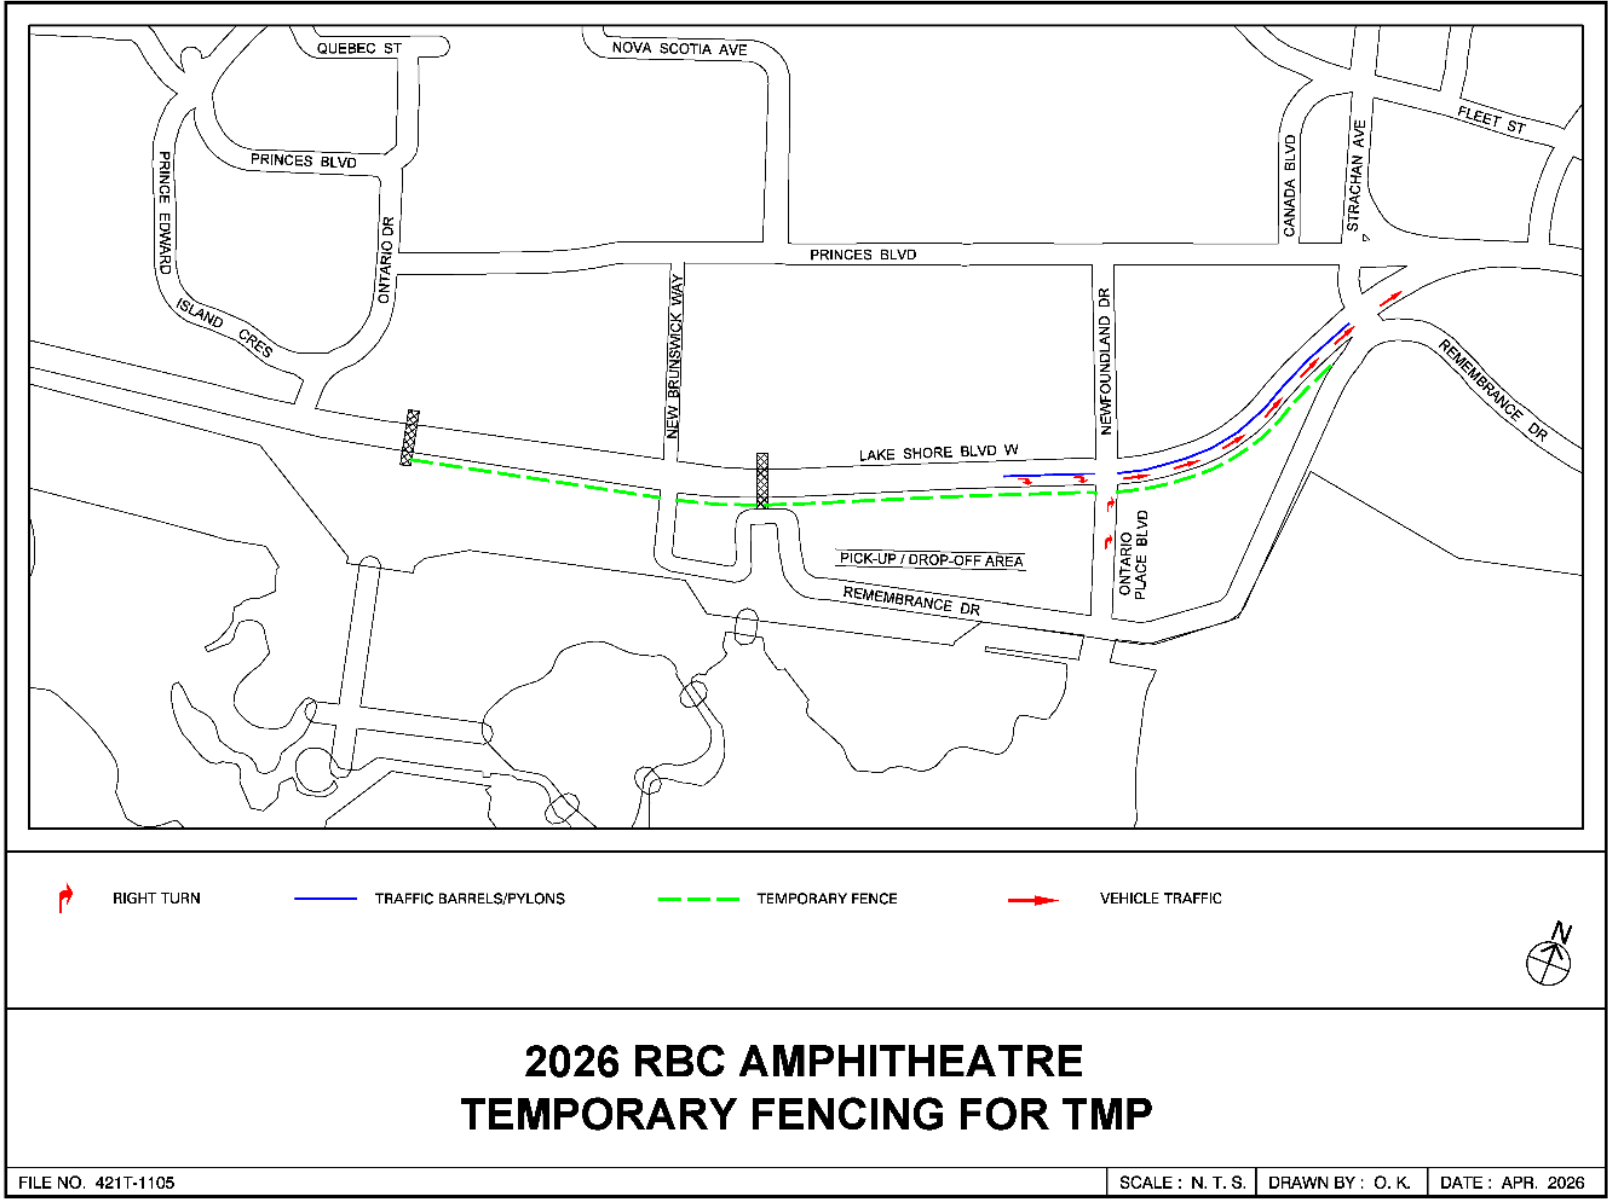 QUEBEC ST
NOVA SCOTIA AVE
FLEET ST
PRINCES BLVD
PRINCE EDWARD
ISLAND CRES
ONTARIO DR
CANADA BLVD
STRACHAN AVE
PRINCES BLVD
NEW BRUNSWICK WAY
NEWFOUNDLAND DR
REMEMBRANCE DR
LAKE SHORE BLVD W
PICK-UP / DROP-OFF AREA
ONTARIO
PLACE BLVD
REMEMBRANCE DR
RIGHT TURN
TRAFFIC BARRELS/PYLONS
TEMPORARY FENCE
VEHICLE TRAFFIC
N
2026 RBC AMPHITHEATRE
TEMPORARY FENCING FOR TMP
FILE NO. 421T-1105
SCALE : N. T. S.
DRAWN BY : O. K.
DATE : APR. 2026